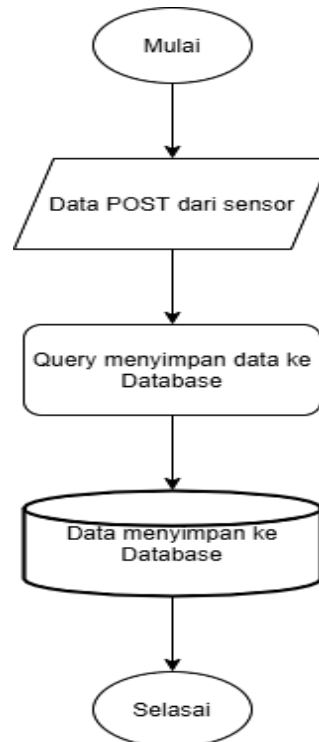 Mulai
Data POST dari sensor
Query menyimpan data ke
Database
Data menyimpan ke
Database
Selasai